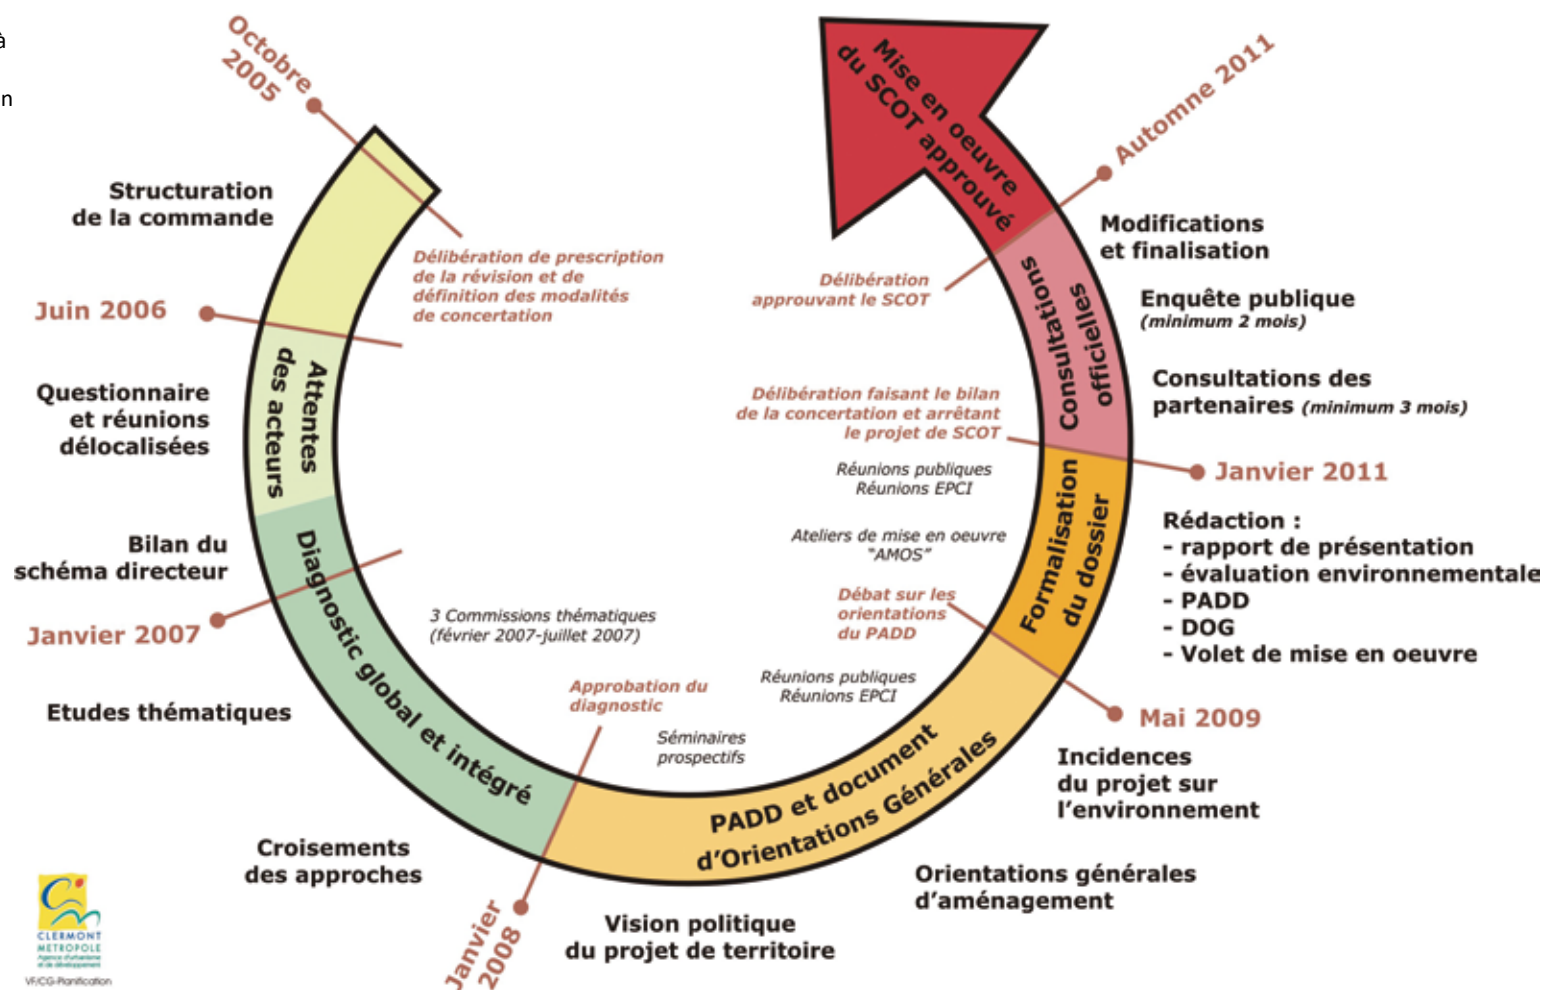 à
n
Octobre
2005
Structuration
de la commande
Délibération de prescription
de la révision et de
définition des modalités
de concertation
Juin 2006
Attentes
des acteurs
Questionnaire
et réunions
délocalisées
Bilan du
schéma directeur
Janvier 2007
Diagnostic global et intégré
3 Commissions thématiques
(février 2007-juillet 2007)
Etudes thématiques
Croisements
des approches
Approbation du
diagnostic
Janvier
2008
Séminaires
prospectifs
Vision politique
du projet de territoire
PADD et document
d'Orientations Générales
Orientations générales
d'aménagement
Réunions publiques
Réunions EPCI
Incidences
du projet sur
l'environnement
Débat sur les
orientations
du PADD
Mai 2009
Formalisation
du dossier
Rédaction :
- rapport de présentation
- évaluation environnementale
- PADD
- DOG
- Volet de mise en oeuvre
Ateliers de mise en oeuvre
"AMOS"
Réunions publiques
Réunions EPCI
Délibération faisant le bilan
de la concertation et arrêtant
le projet de SCOT
Janvier 2011
Consultations
officielles
Consultations des
partenaires (minimum 3 mois)
Enquête publique
(minimum 2 mois)
Modifications
et finalisation
Délibération
approuvant le SCOT
Automne 2011
Mise en oeuvre
du SCOT approuvé
CLERMONT
METROPOLE
Agence d'urbanisme
et de développement
VF/CG-Planification